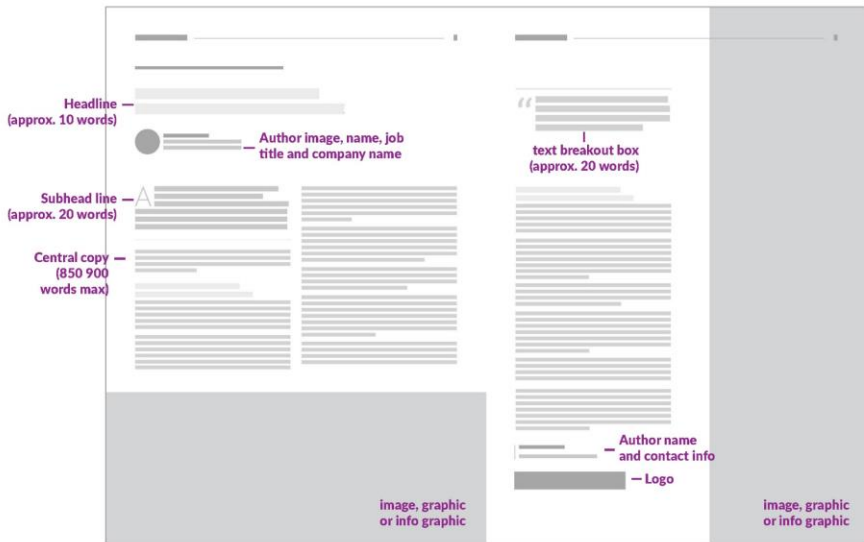 Headline
(approx. 10 words)
Author image, name, job
title and company name
Subhead line
(approx. 20 words)
A
Central copy
(850 900
words max)
image, graphic
or info graphic
“
text breakout box
(approx. 20 words)
Author name
and contact info
Logo
image, graphic
or info graphic